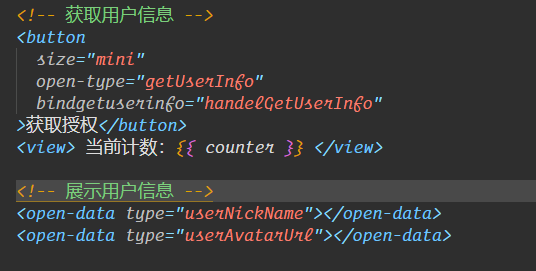 <!-- 获取用户信息 -->
<button
size="mini"
open-type="getUserInfo"
bindgetuserinfo="handelGetUserInfo"
>获取授权</button>
<view> 当前计数: {{ counter }} </view>
<!-- 展示用户信息 -->
<open-data type="userNickName"></open-data>
<open-data type="userAvatarUrl"></open-data>